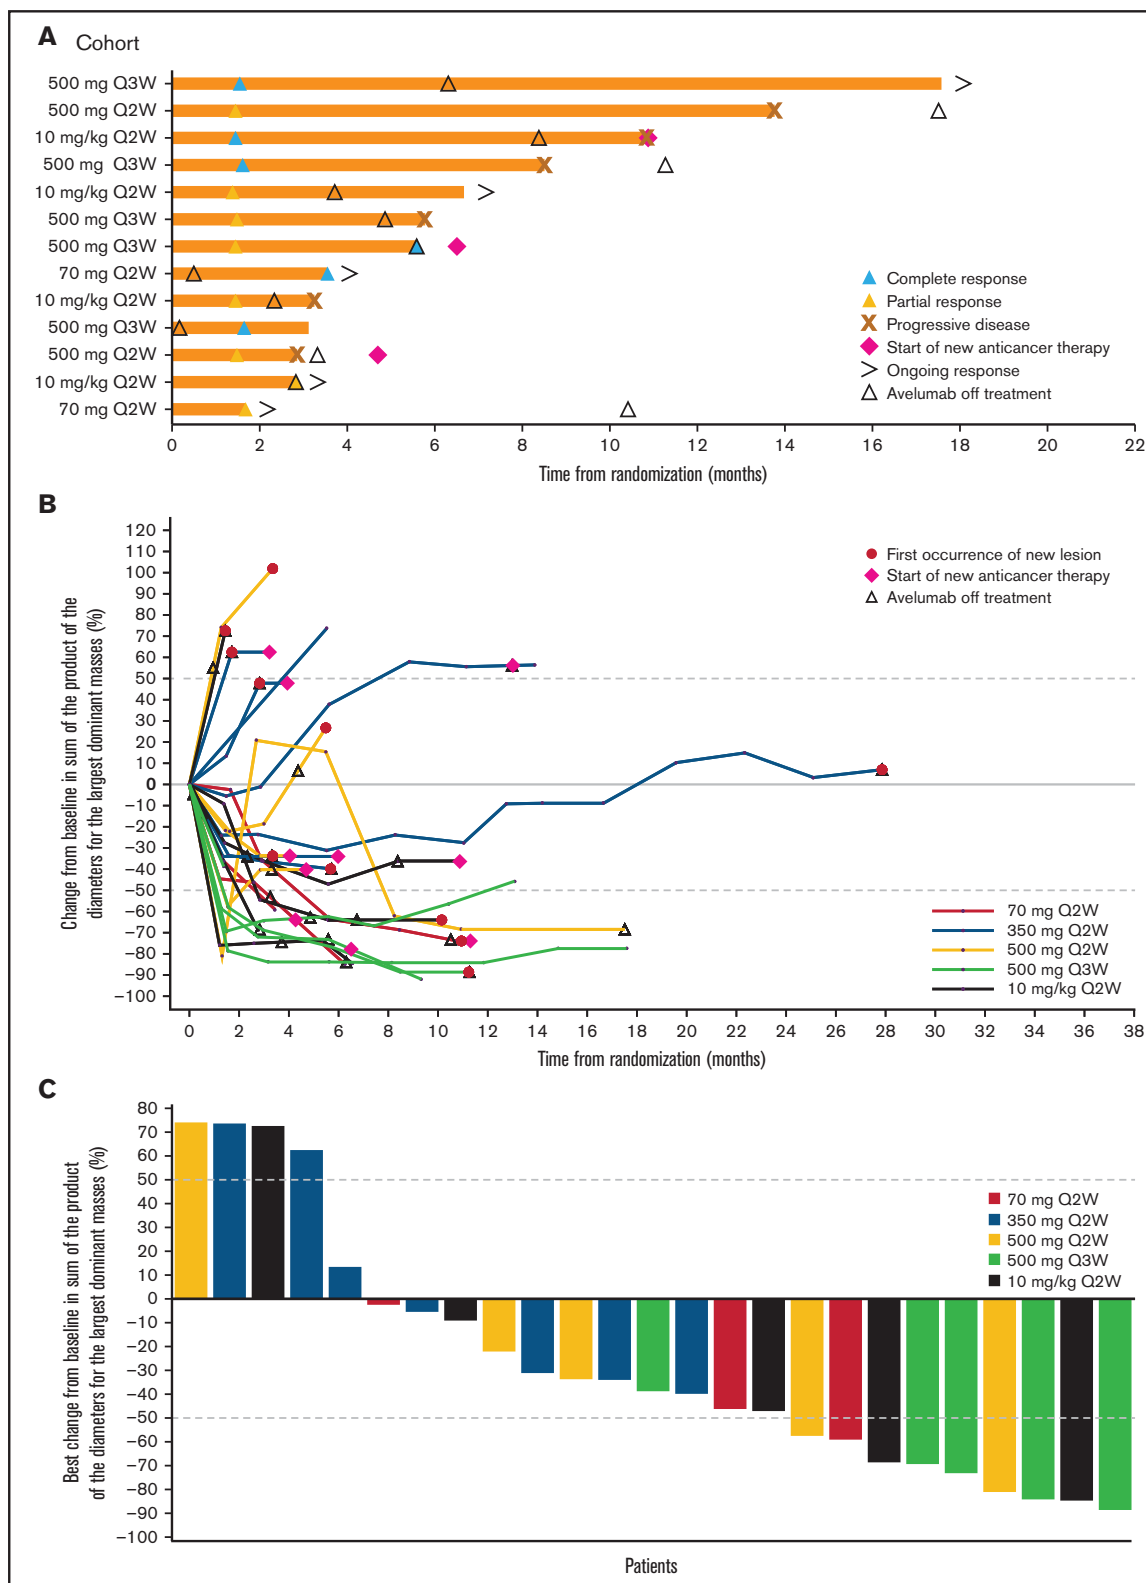 A Cohort
500 mg Q3W
500 mg Q2W
10 mg/kg Q2W
500 mg Q3W
10 mg/kg Q2W
500 mg Q3W
500 mg Q3W
70 mg Q2W
10 mg/kg Q2W
500 mg Q3W
500 mg Q2W
10 mg/kg Q2W
70 mg Q2W
Complete response
Partial response
Progressive disease
Start of new anticancer therapy
Ongoing response
Avelumab off treatment
0 2 4 6 8 10 12 14 16 18 20 22
Time from randomization (months)
B
Change from baseline in sum of the product of the
diameters for the largest dominant masses (%)
120
110
100
90
80
70
60
50
40
30
20
10
0
−10
−20
−30
−40
−50
−60
−70
−80
−90
−100
First occurrence of new lesion
Start of new anticancer therapy
Avelumab off treatment
70 mg Q2W
350 mg Q2W
500 mg Q2W
500 mg Q3W
10 mg/kg Q2W
0 2 4 6 8 10 12 14 16 18 20 22 24 26 28 30 32 34 36 38
Time from randomization (months)
C
Best change from baseline in sum of the product
of the diameters for the largest dominant masses (%)
80
70
60
50
40
30
20
10
0
−10
−20
−30
−40
−50
−60
−70
−80
−90
−100
70 mg Q2W
350 mg Q2W
500 mg Q2W
500 mg Q3W
10 mg/kg Q2W
Patients